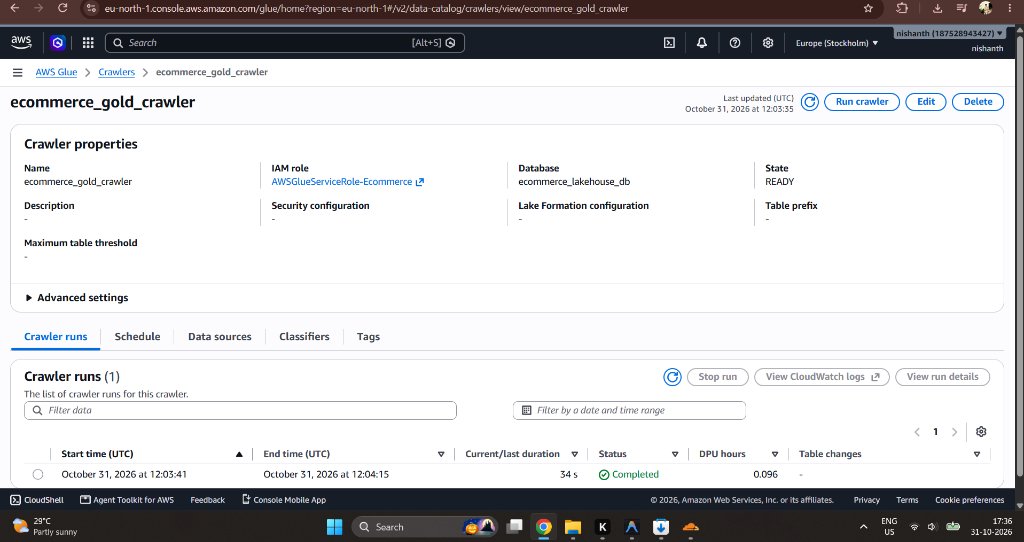 eu-north-1.console.aws.amazon.com/glue/home?region=eu-north-1#/v2/data-catalog/crawlers/view/ecommerce_gold_crawler
aws
Search [Alt+S]
Europe (Stockholm)
nishanth (187528943427)
nishanth
AWS Glue > Crawlers > ecommerce_gold_crawler
ecommerce_gold_crawler
Last updated (UTC)
October 31, 2026 at 12:03:35
Run crawler Edit Delete
Crawler properties
Name IAM role Database State
ecommerce_gold_crawler AWSGlueServiceRole-Ecommerce ecommerce_lakehouse_db READY
Description Security configuration Lake Formation configuration Table prefix
- - - -
Maximum table threshold
-
Advanced settings
Crawler runs Schedule Data sources Classifiers Tags
Crawler runs (1) Stop run View CloudWatch logs View run details
The list of crawler runs for this crawler.
Filter data Filter by a date and time range
1
Start time (UTC) End time (UTC) Current/last duration Status DPU hours Table changes
October 31, 2026 at 12:03:41 October 31, 2026 at 12:04:15 34 s Completed 0.096 -
CloudShell Agent Toolkit for AWS Feedback Console Mobile App © 2026, Amazon Web Services, Inc. or its affiliates. Privacy Terms Cookie preferences
29°C
Partly sunny
Search
K
ENG
US
17:36
31-10-2026